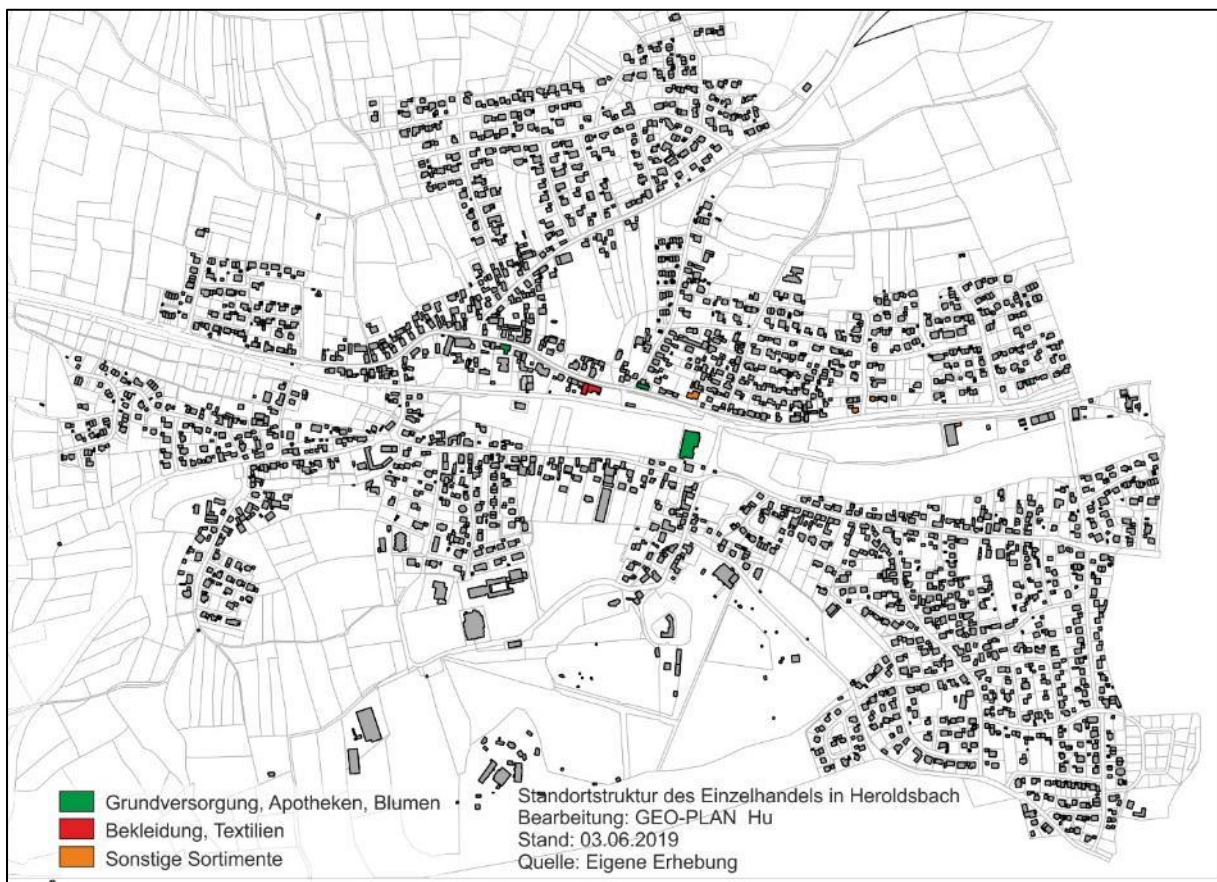 Grundversorgung, Apotheken, Blumen
Bekleidung, Textilien
Sonstige Sortimente
Standortstruktur des Einzelhandels in Heroldsbach
Bearbeitung: GEO-PLAN Hu
Stand: 03.06.2019
Quelle: Eigene Erhebung